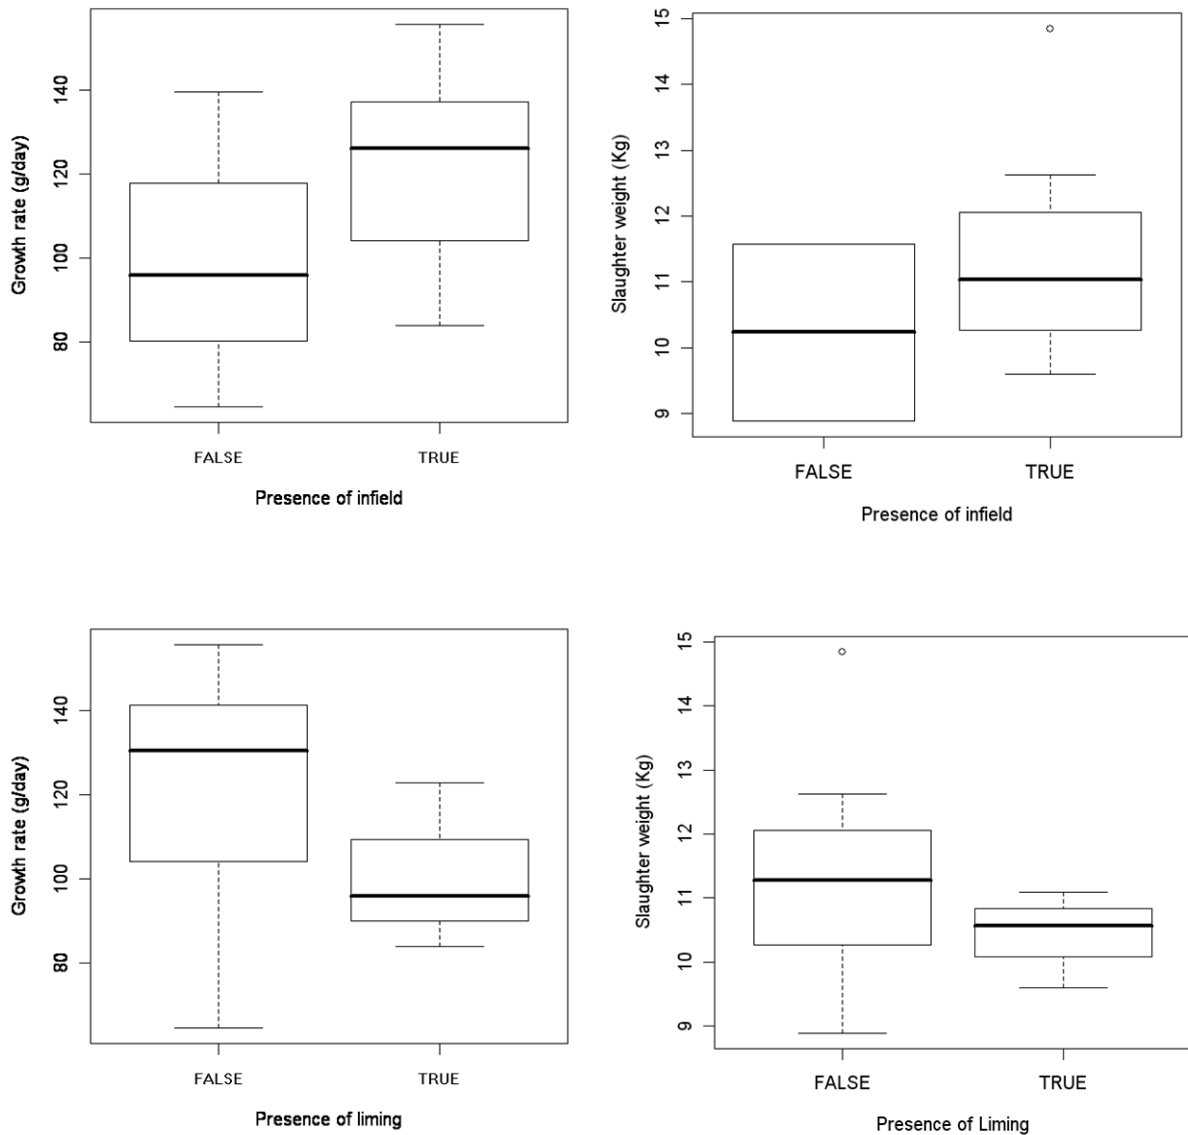 Growth rate (g/day)
140
120
100
80
FALSE
TRUE
Presence of infield
Slaughter weight (Kg)
15
14
13
12
11
10
9
FALSE
TRUE
Presence of infield
Growth rate (g/day)
140
120
100
80
FALSE
TRUE
Presence of liming
Slaughter weight (Kg)
15
14
13
12
11
10
9
FALSE
TRUE
Presence of Liming